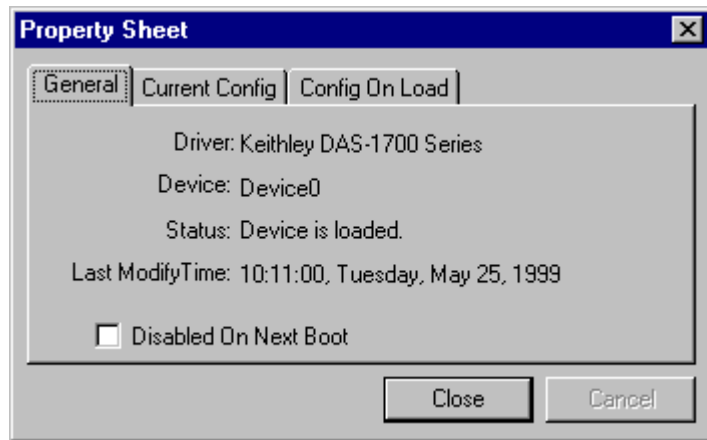 Property Sheet
General Current Config Config On Load
Driver: Keithley DAS-1700 Series
Device: Device0
Status: Device is loaded.
Last ModifyTime: 10:11:00, Tuesday, May 25, 1999
Disabled On Next Boot
Close Cancel